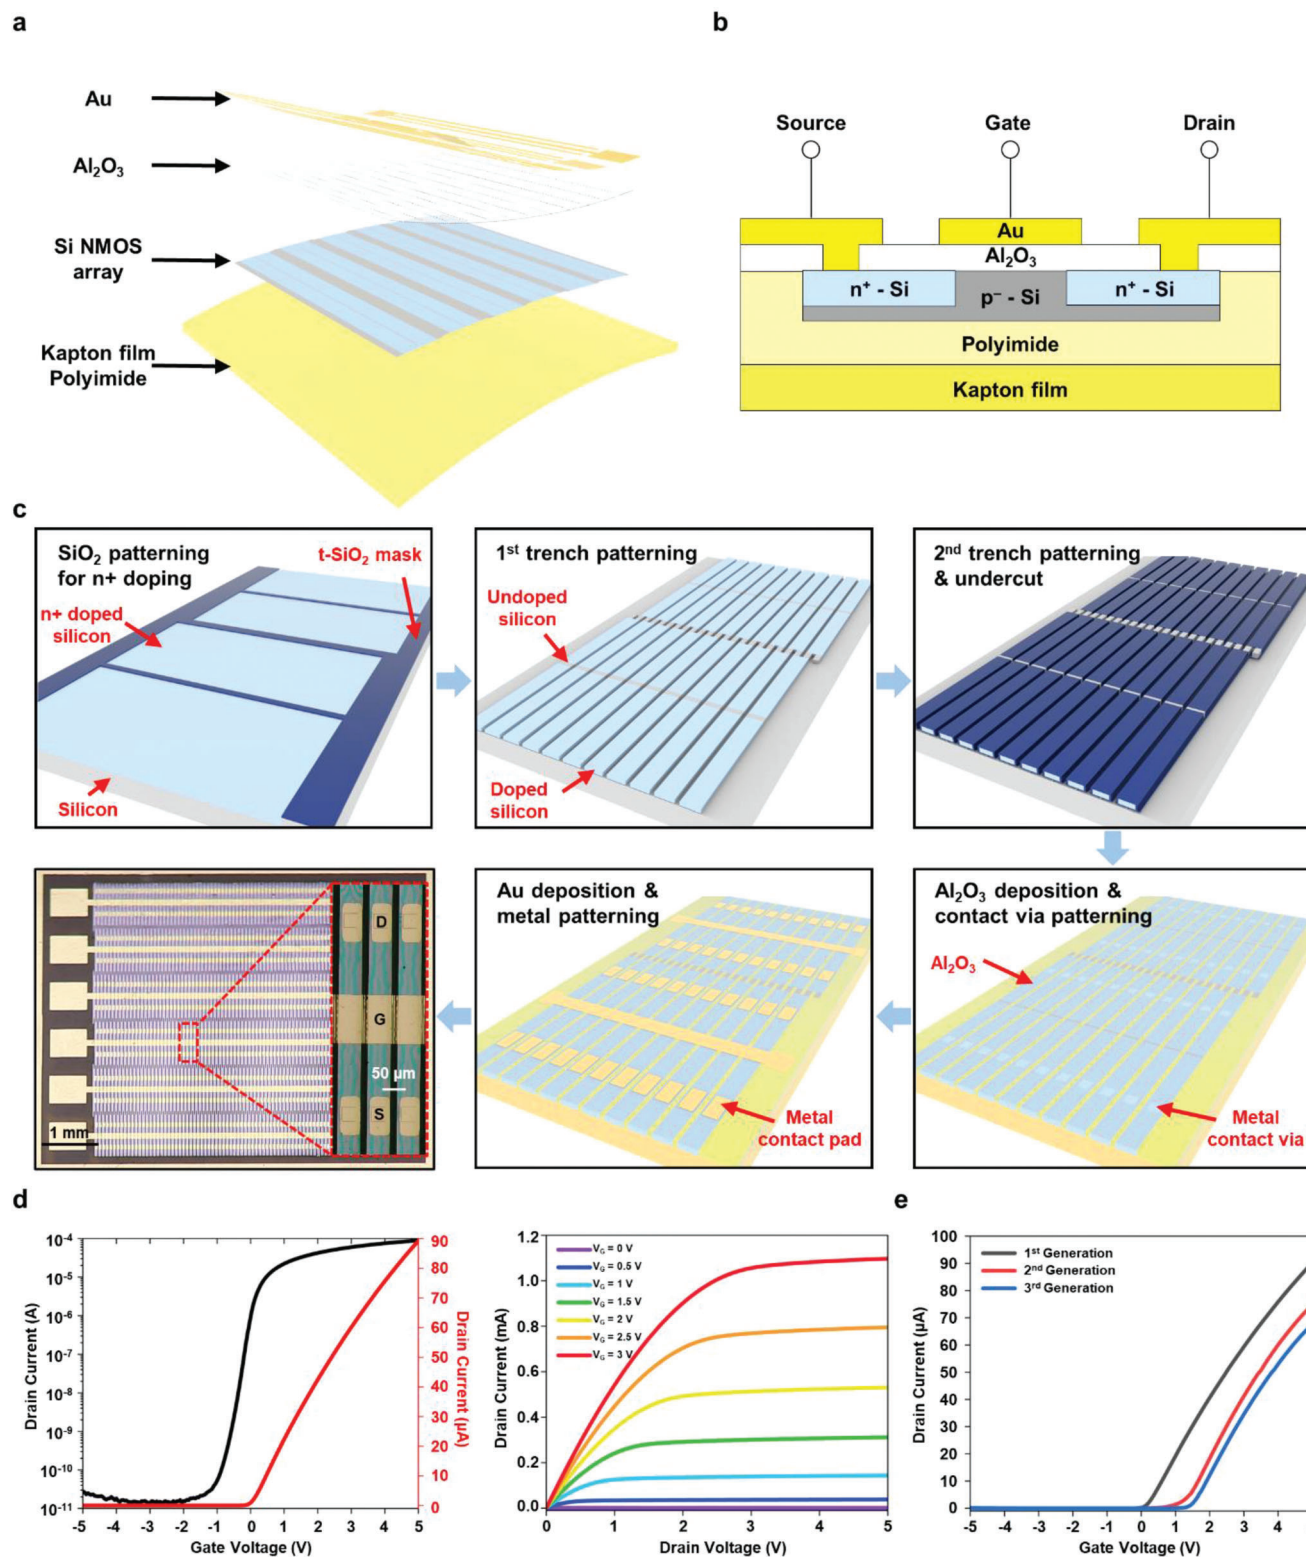 a
Au
Al₂O₃
Si NMOS
array
Kapton film
Polyimide
b
Source Gate Drain
Au
Al₂O₃
n⁺ - Si p⁻ - Si n⁺ - Si
Polyimide
Kapton film
c
SiO₂ patterning
for n+ doping
t-SiO₂ mask
n+ doped
silicon
Silicon
1ˢᵗ trench patterning
Undoped
silicon
Doped
silicon
2ⁿᵈ trench patterning
& undercut
D
G
50 µm
S
1 mm
Au deposition &
metal patterning
Metal
contact pad
Al₂O₃ deposition &
contact via patterning
Al₂O₃
Metal
contact via
d
Drain Current (A)
10⁻⁴
10⁻⁵
10⁻⁶
10⁻⁷
10⁻⁸
10⁻⁹
10⁻¹⁰
10⁻¹¹
-5 -4 -3 -2 -1 0 1 2 3 4 5
Gate Voltage (V)
90
80
70
60
50
40
30
20
10
0
Drain Current (µA)
Drain Current (mA)
1.2
1.0
0.8
0.6
0.4
0.2
0.0
V_G = 0 V
V_G = 0.5 V
V_G = 1 V
V_G = 1.5 V
V_G = 2 V
V_G = 2.5 V
V_G = 3 V
0 1 2 3 4 5
Drain Voltage (V)
e
Drain Current (µA)
100
90
80
70
60
50
40
30
20
10
0
1ˢᵗ Generation
2ⁿᵈ Generation
3ʳᵈ Generation
-5 -4 -3 -2 -1 0 1 2 3 4
Gate Voltage (V)